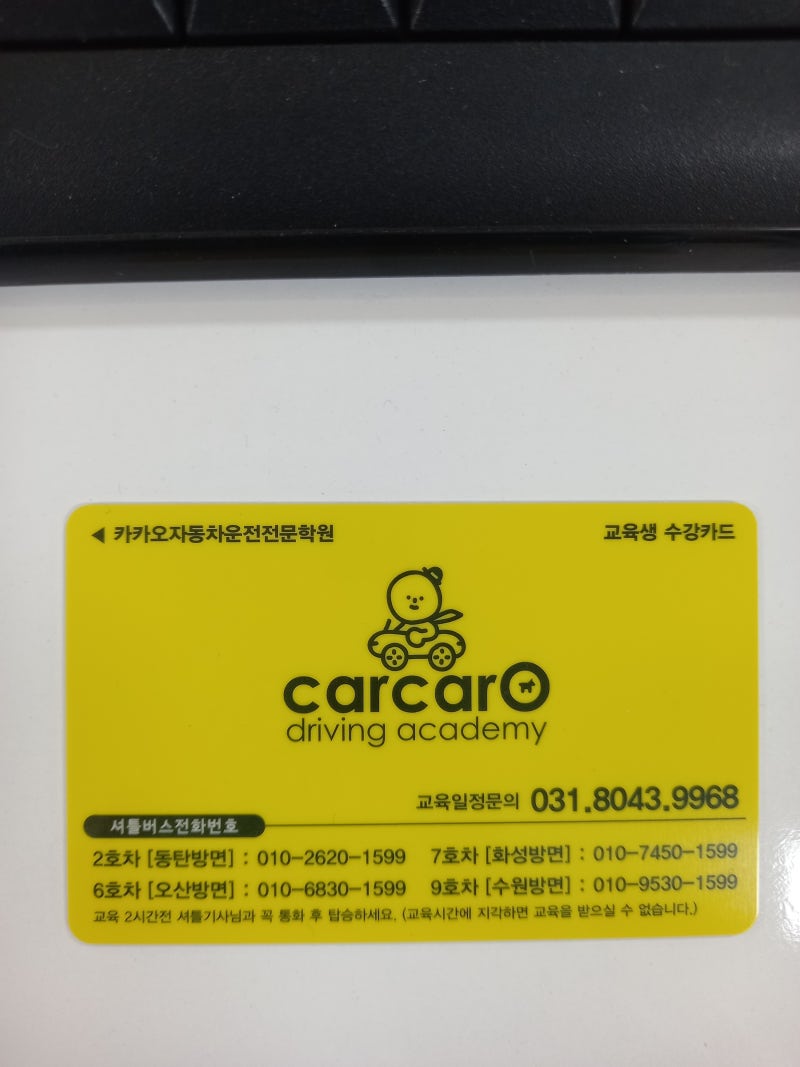 ◀ 카카오자동차운전전문학원 교육생 수강카드
carcaro
driving academy
교육일정문의 031.8043.9968
셔틀버스전화번호
2호차 [동탄방면] : 010-2620-1599 7호차 [화성방면] : 010-7450-1599
6호차 [오산방면] : 010-6830-1599 9호차 [수원방면] : 010-9530-1599
교육 2시간전 셔틀기사님과 꼭 통화 후 탑승하세요. (교육시간에 지각하면 교육을 받으실 수 없습니다.)